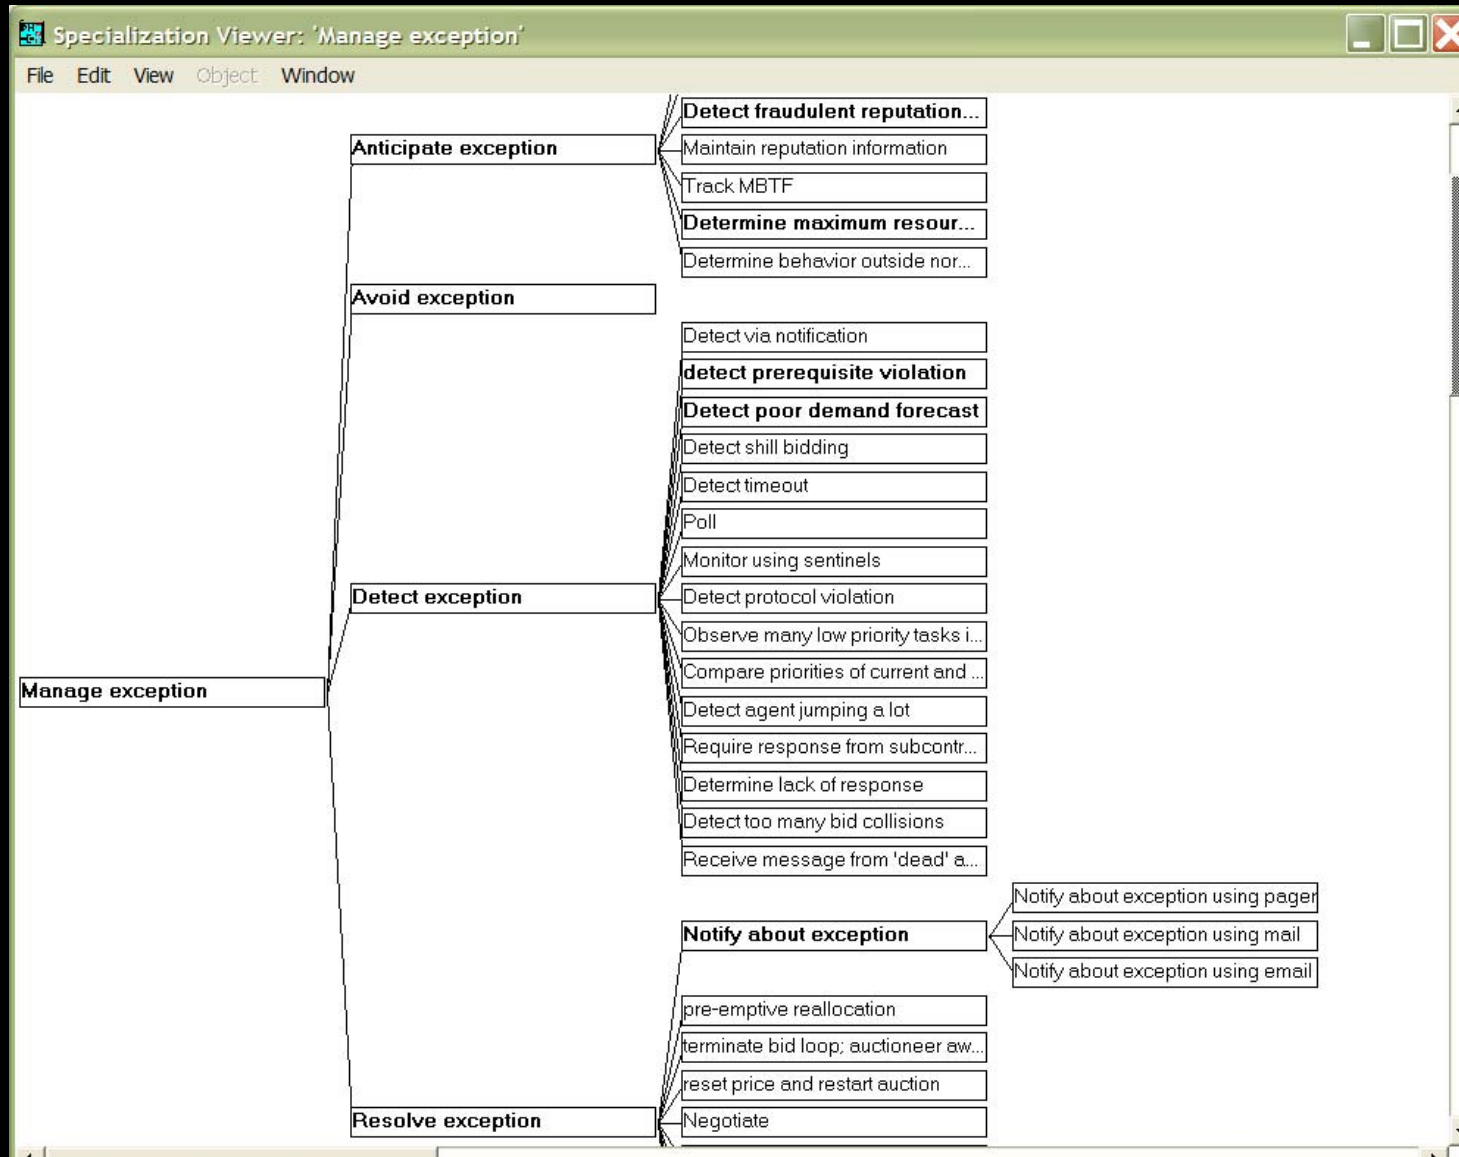 Specialization Viewer: 'Manage exception'
File Edit View Object Window
Detect fraudulent reputation...
Anticipate exception
Maintain reputation information
Track MBTF
Determine maximum resour...
Determine behavior outside nor...
Avoid exception
Detect via notification
detect prerequisite violation
Detect poor demand forecast
Detect shill bidding
Detect timeout
Poll
Monitor using sentinels
Detect exception
Detect protocol violation
Observe many low priority tasks i...
Compare priorities of current and ...
Manage exception
Detect agent jumping a lot
Require response from subcontr...
Determine lack of response
Detect too many bid collisions
Receive message from 'dead' a...
Notify about exception using pager
Notify about exception
Notify about exception using mail
Notify about exception using email
pre-emptive reallocation
terminate bid loop; auctioneer aw...
reset price and restart auction
Resolve exception
Negotiate